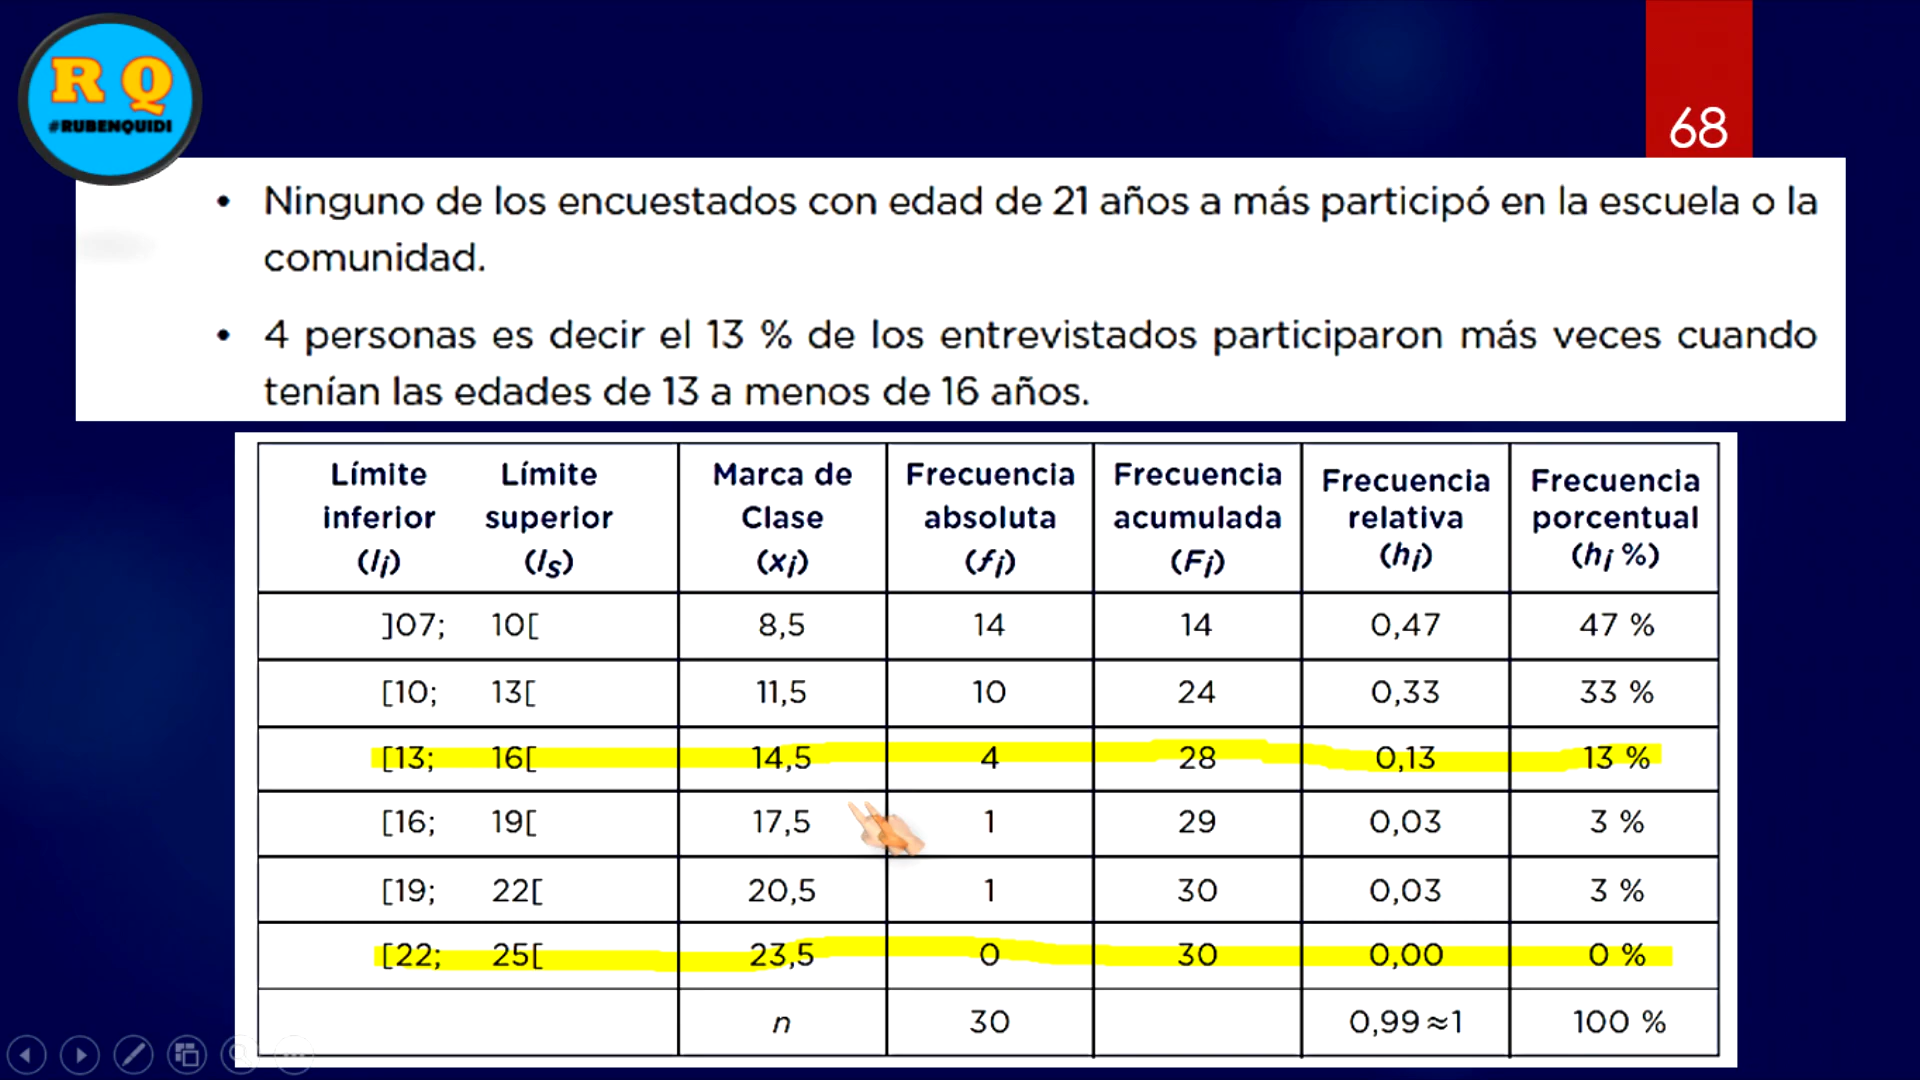 R Q
#RUBENQUIDI
68
• Ninguno de los encuestados con edad de 21 años a más participó en la escuela o la
comunidad.
• 4 personas es decir el 13 % de los entrevistados participaron más veces cuando
tenían las edades de 13 a menos de 16 años.
Límite inferior (li) Límite superior (ls) Marca de Clase (xi) Frecuencia absoluta (fi) Frecuencia acumulada (Fi) Frecuencia relativa (hi) Frecuencia porcentual (hi %)
]07; 10[ 8,5 14 14 0,47 47 %
[10; 13[ 11,5 10 24 0,33 33 %
[13; 16[ 14,5 4 28 0,13 13 %
[16; 19[ 17,5 1 29 0,03 3 %
[19; 22[ 20,5 1 30 0,03 3 %
[22; 25[ 23,5 0 30 0,00 0 %
n 30 0,99≈1 100 %